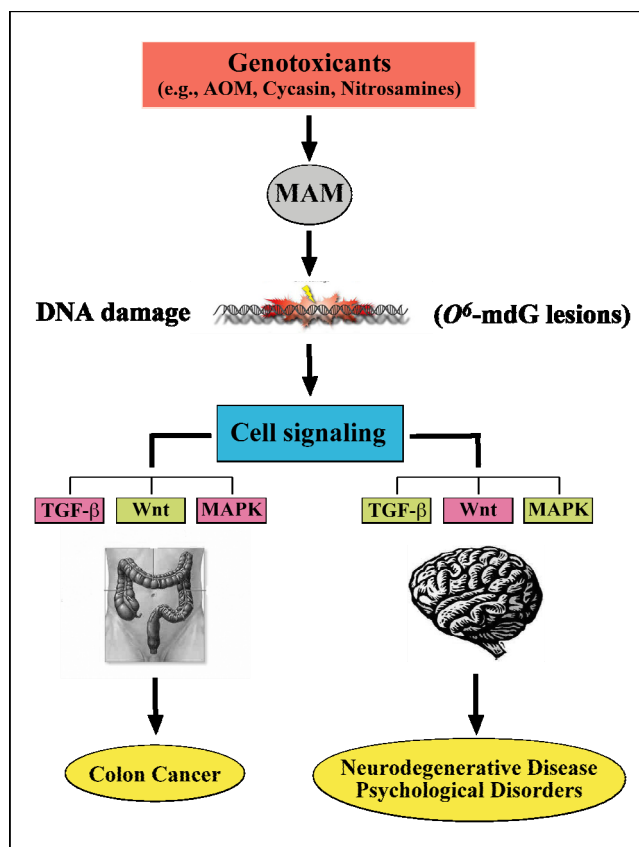 Genotoxicants
(e.g., AOM, Cycasin, Nitrosamines)
MAM
DNA damage
(O⁶-mdG lesions)
Cell signaling
TGF-β Wnt MAPK
TGF-β Wnt MAPK
Colon Cancer
Neurodegenerative Disease
Psychological Disorders